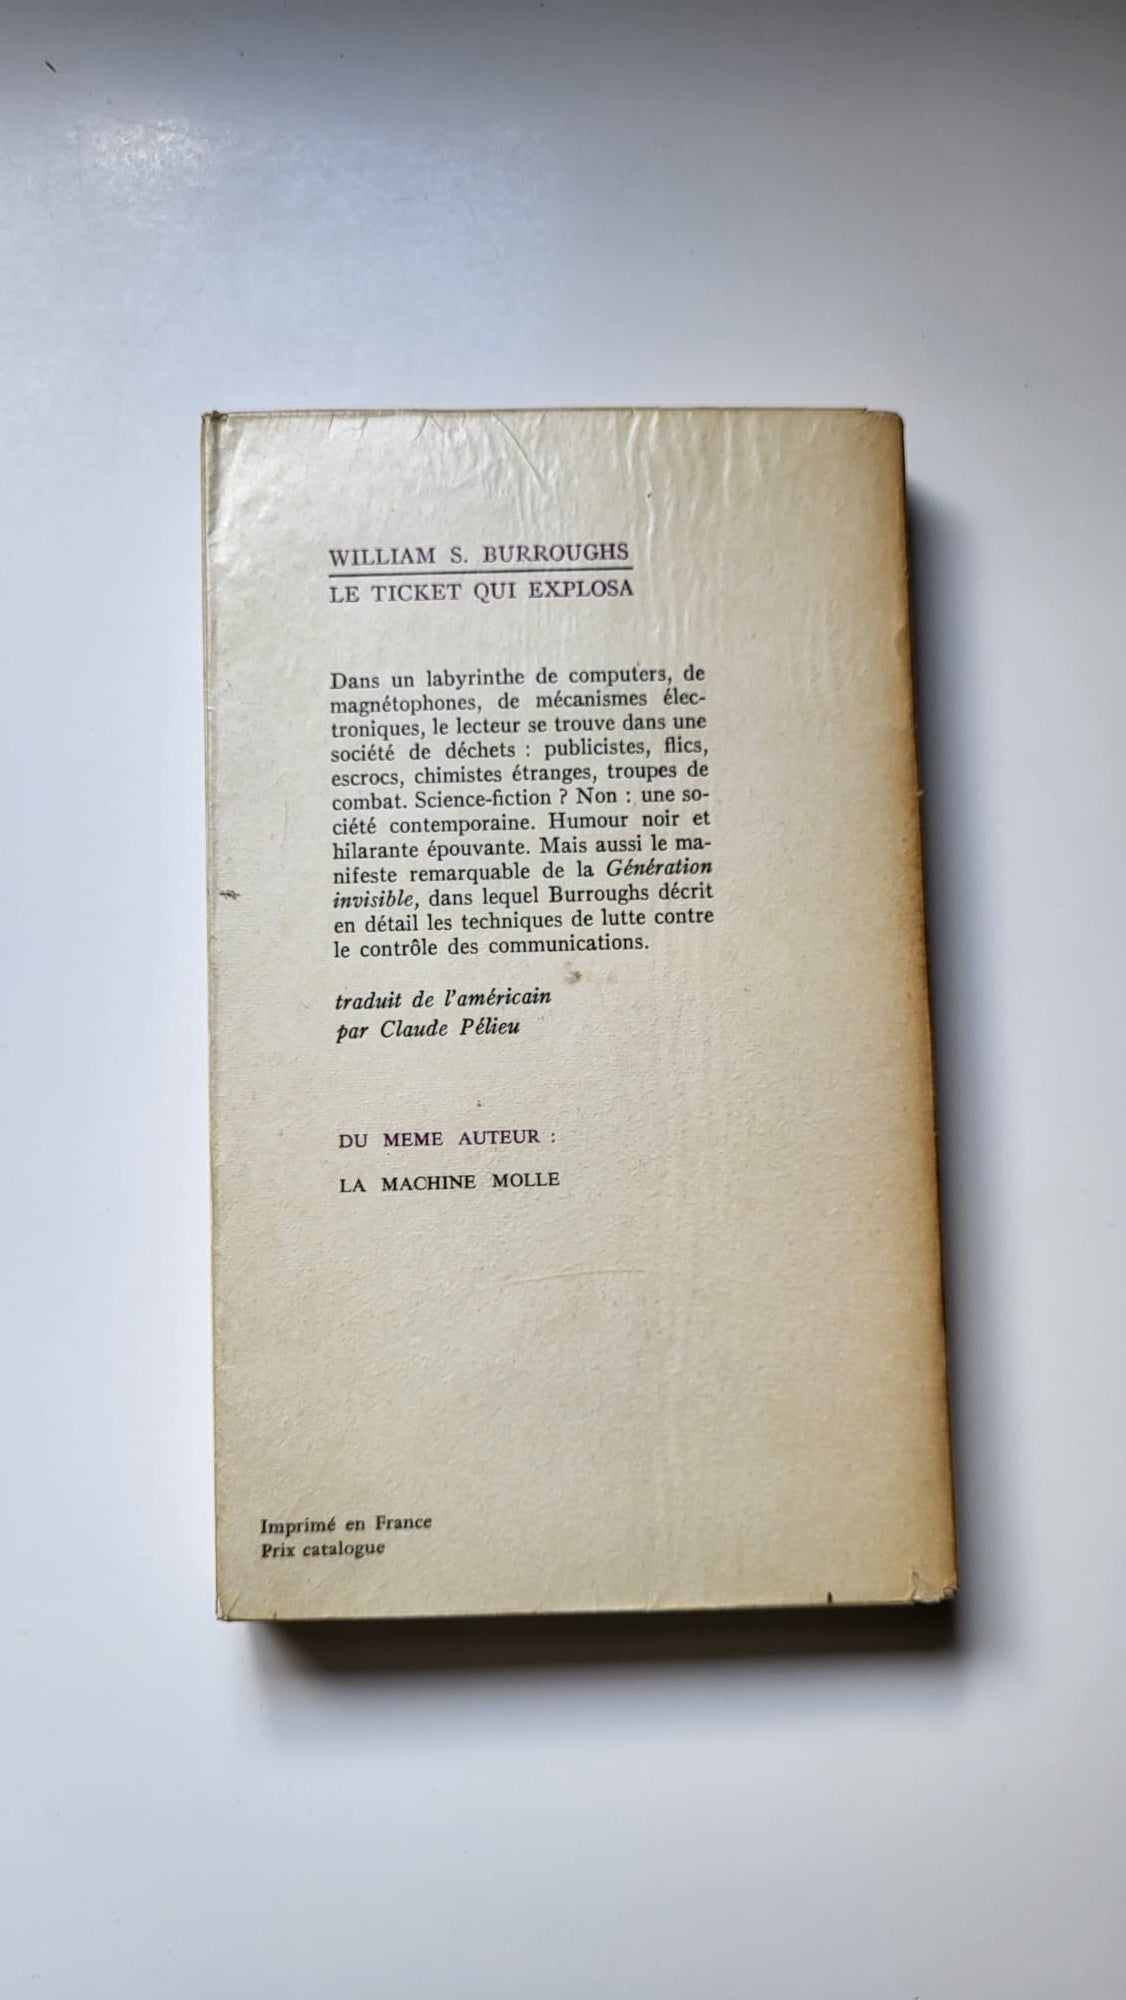 WILLIAM S. BURROUGHS
LE TICKET QUI EXPLOSA
Dans un labyrinthe de computers, de
magnétophones, de mécanismes élec-
troniques, le lecteur se trouve dans une
société de déchets : publicistes, flics,
escrocs, chimistes étranges, troupes de
combat. Science-fiction ? Non : une so-
ciété contemporaine. Humour noir et
hilarante épouvante. Mais aussi le ma-
nifeste remarquable de la Génération
invisible, dans lequel Burroughs décrit
en détail les techniques de lutte contre
le contrôle des communications.
traduit de l'américain
par Claude Pélieu
DU MEME AUTEUR :
LA MACHINE MOLLE
Imprimé en France
Prix catalogue